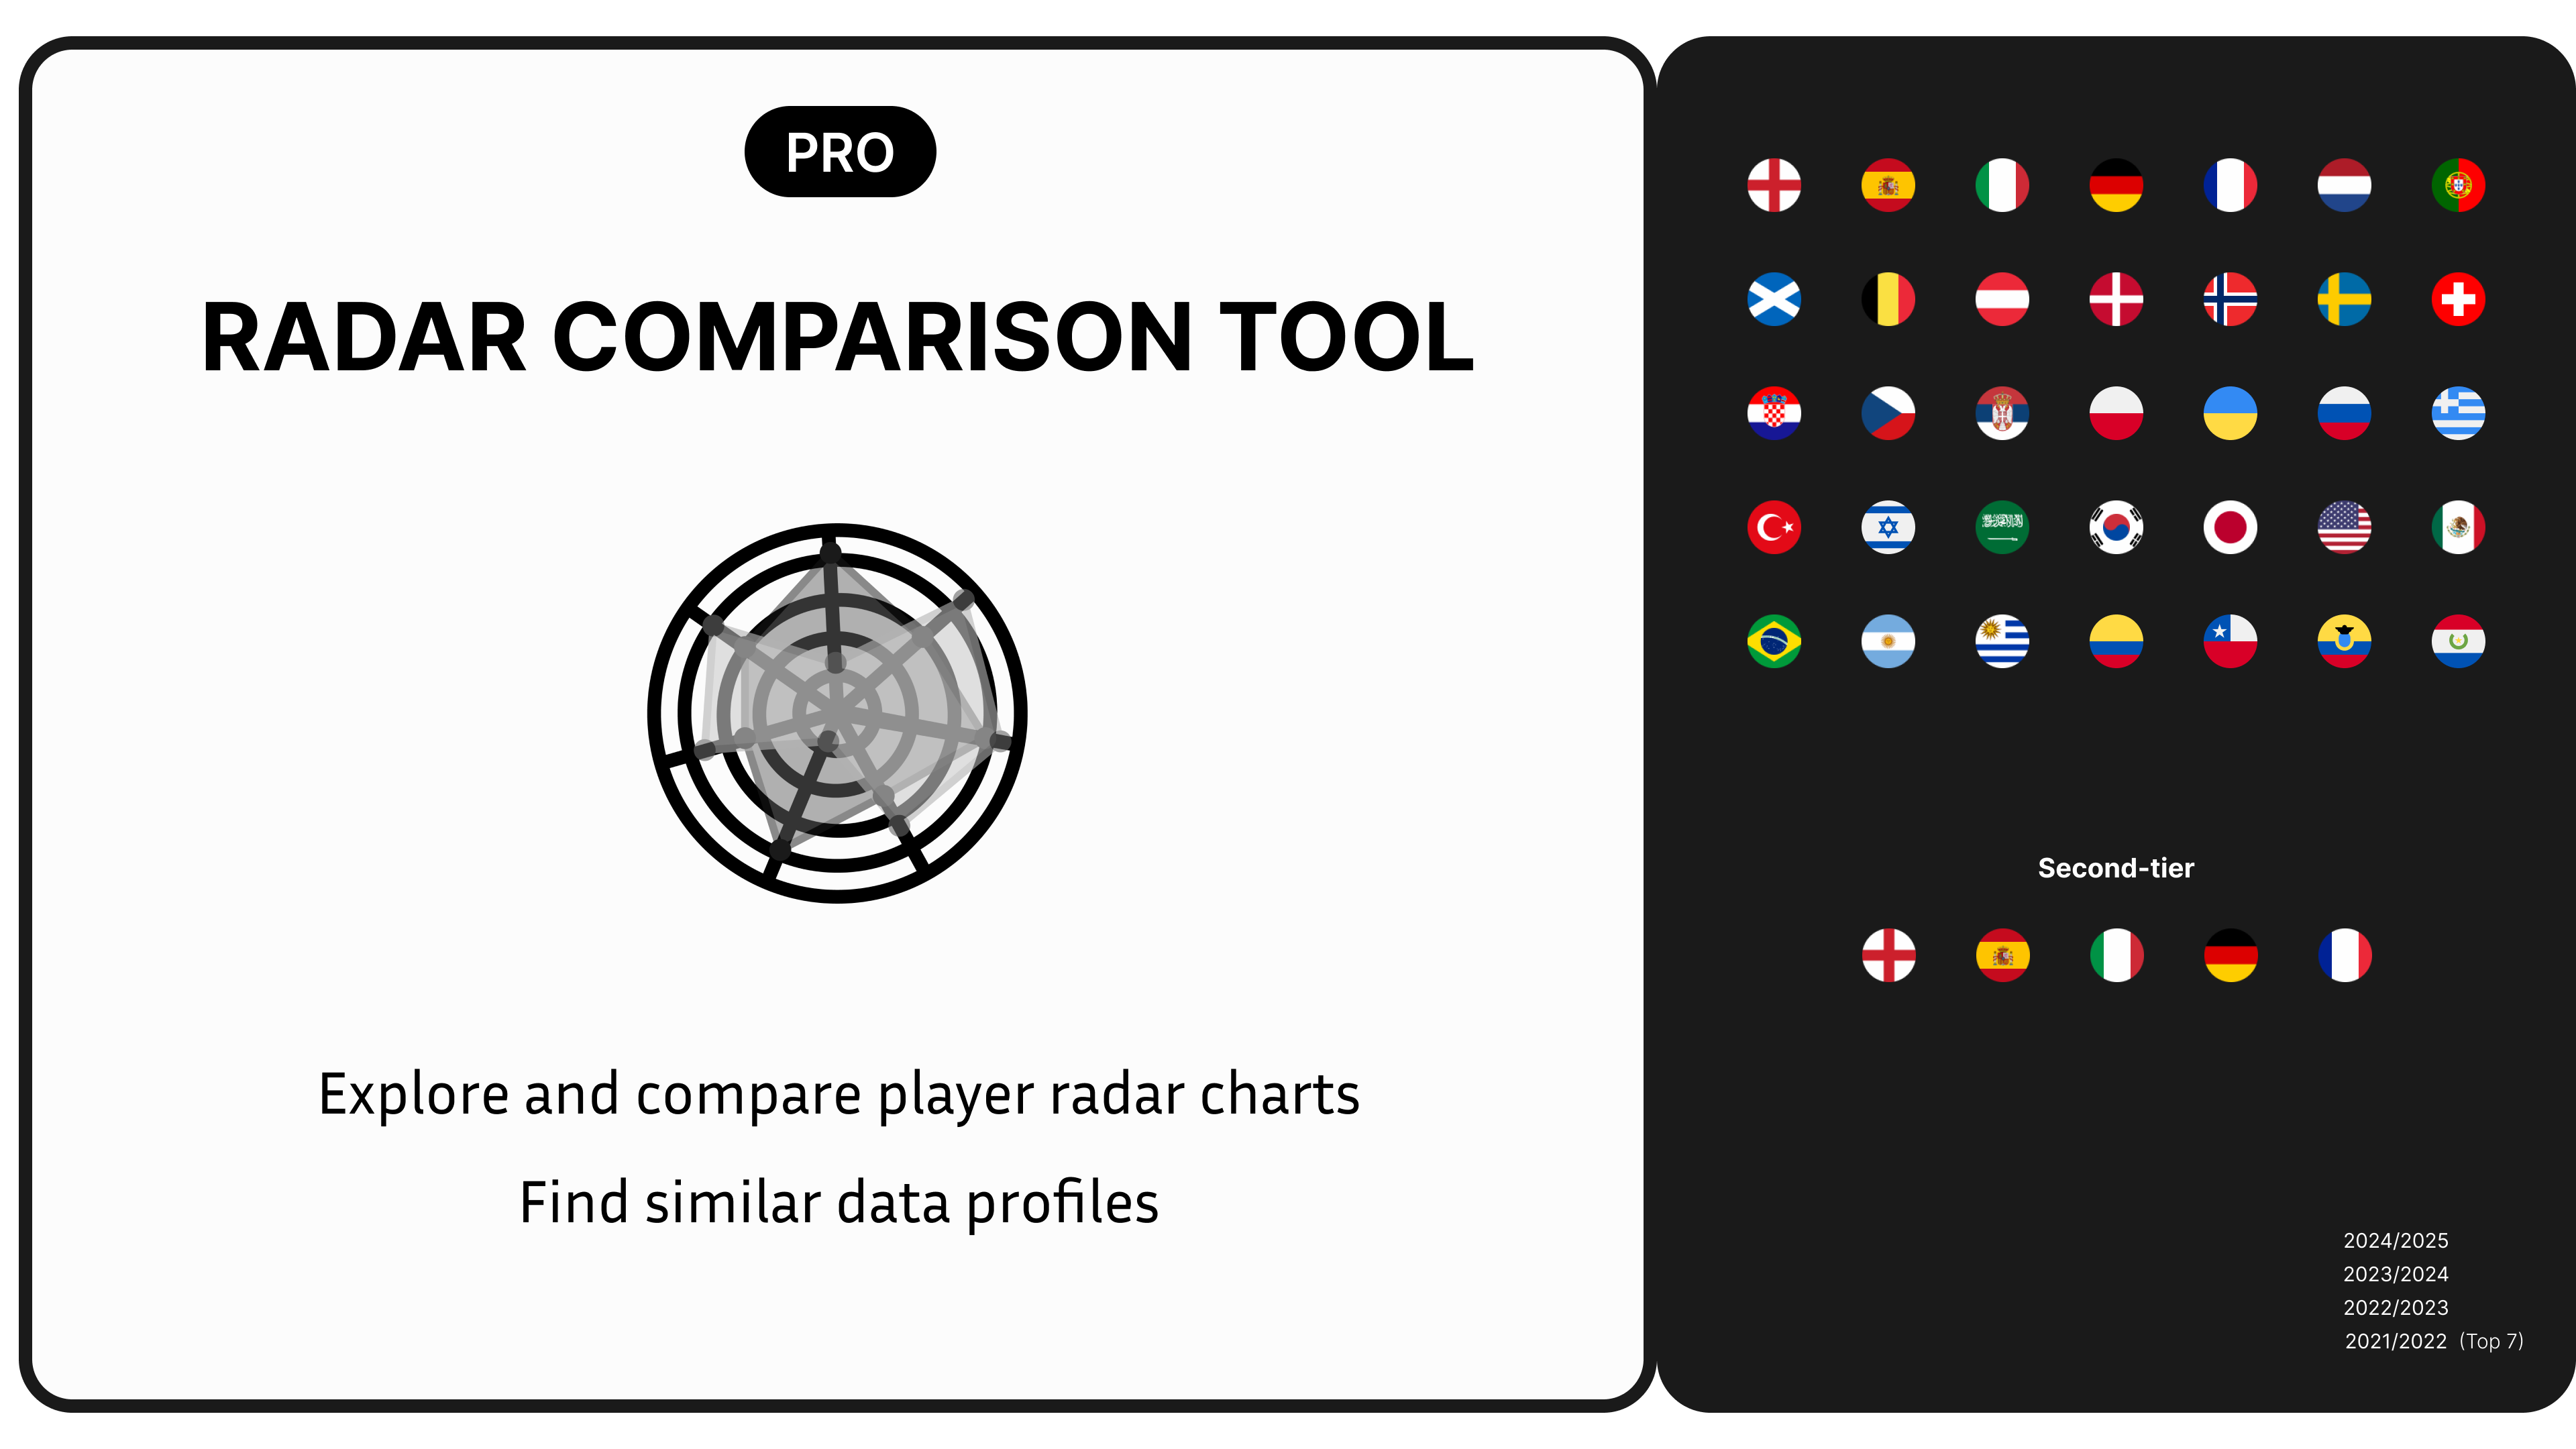 PRO
RADAR COMPARISON TOOL
Explore and compare player radar charts
Find similar data profiles
Second-tier
2024/2025
2023/2024
2022/2023
2021/2022 (Top 7)